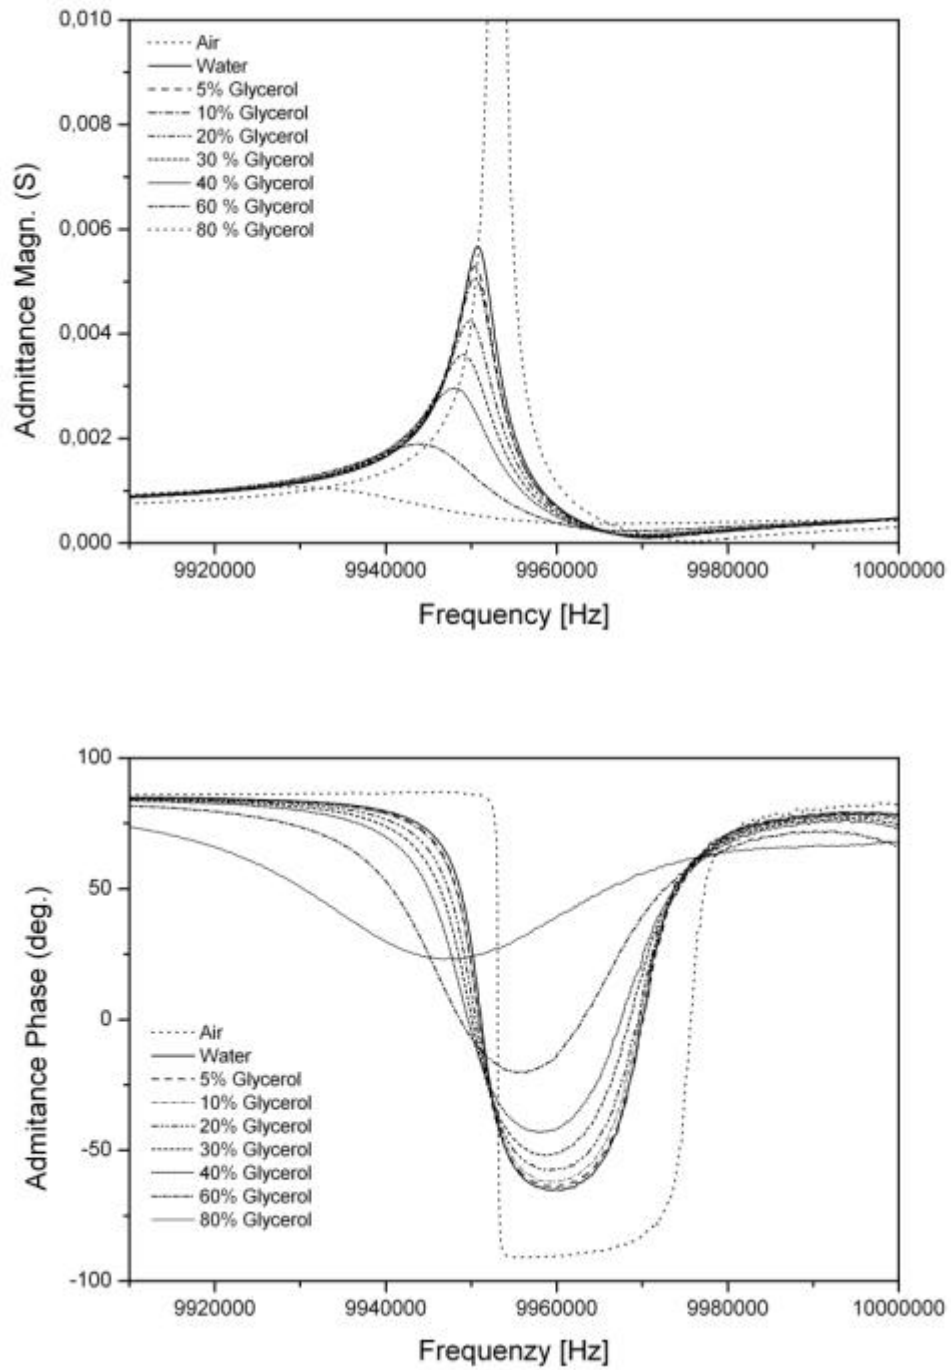 0,010
0,008
0,006
0,004
0,002
0,000
Admittance Magn. (S)
Air
Water
5% Glycerol
10% Glycerol
20% Glycerol
30 % Glycerol
40 % Glycerol
60 % Glycerol
80 % Glycerol
9920000 9940000 9960000 9980000 10000000
Frequency [Hz]
100
50
0
-50
-100
Admitance Phase (deg.)
Air
Water
5% Glycerol
10% Glycerol
20% Glycerol
30% Glycerol
40% Glycerol
60% Glycerol
80% Glycerol
9920000 9940000 9960000 9980000 10000000
Frequenzy [Hz]